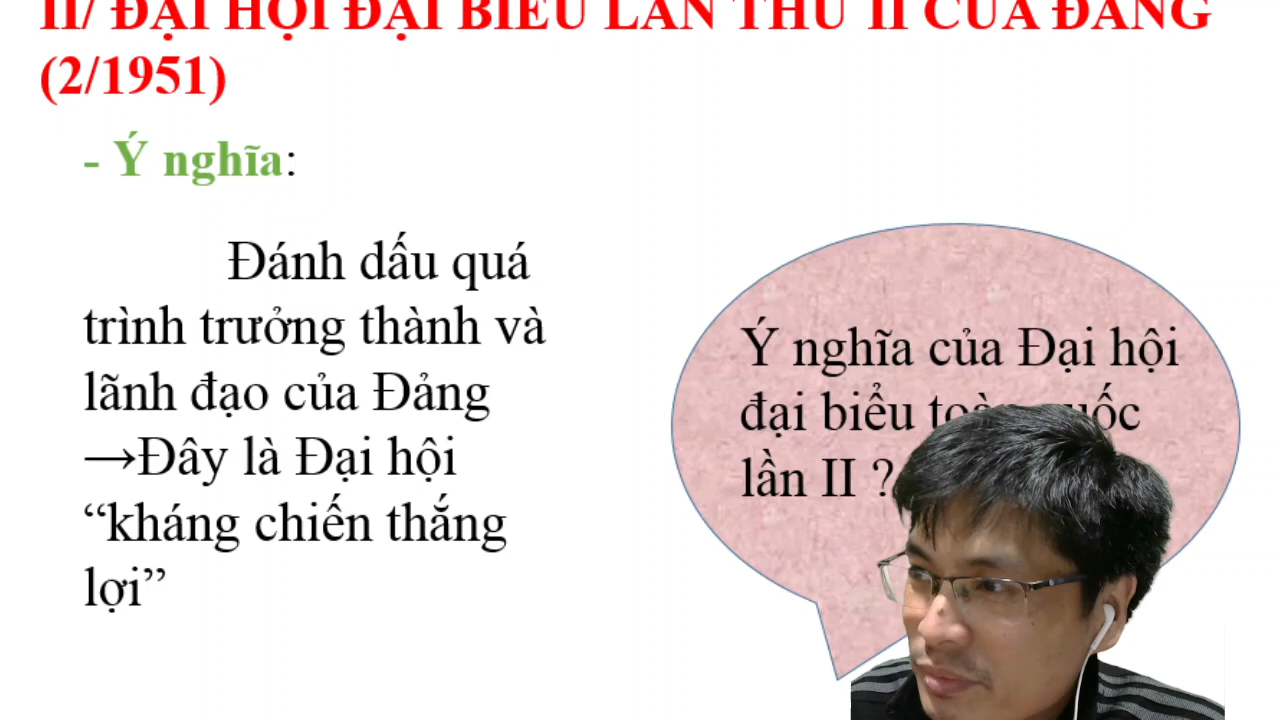 II/ ĐẠI HỘI ĐẠI BIỂU LẦN THỨ II CỦA ĐẢNG
(2/1951)
- Ý nghĩa:
Đánh dấu quá
trình trưởng thành và
lãnh đạo của Đảng
→Đây là Đại hội
“kháng chiến thắng
lợi”
Ý nghĩa của Đại hội
đại biểu toàn quốc
lần II ?